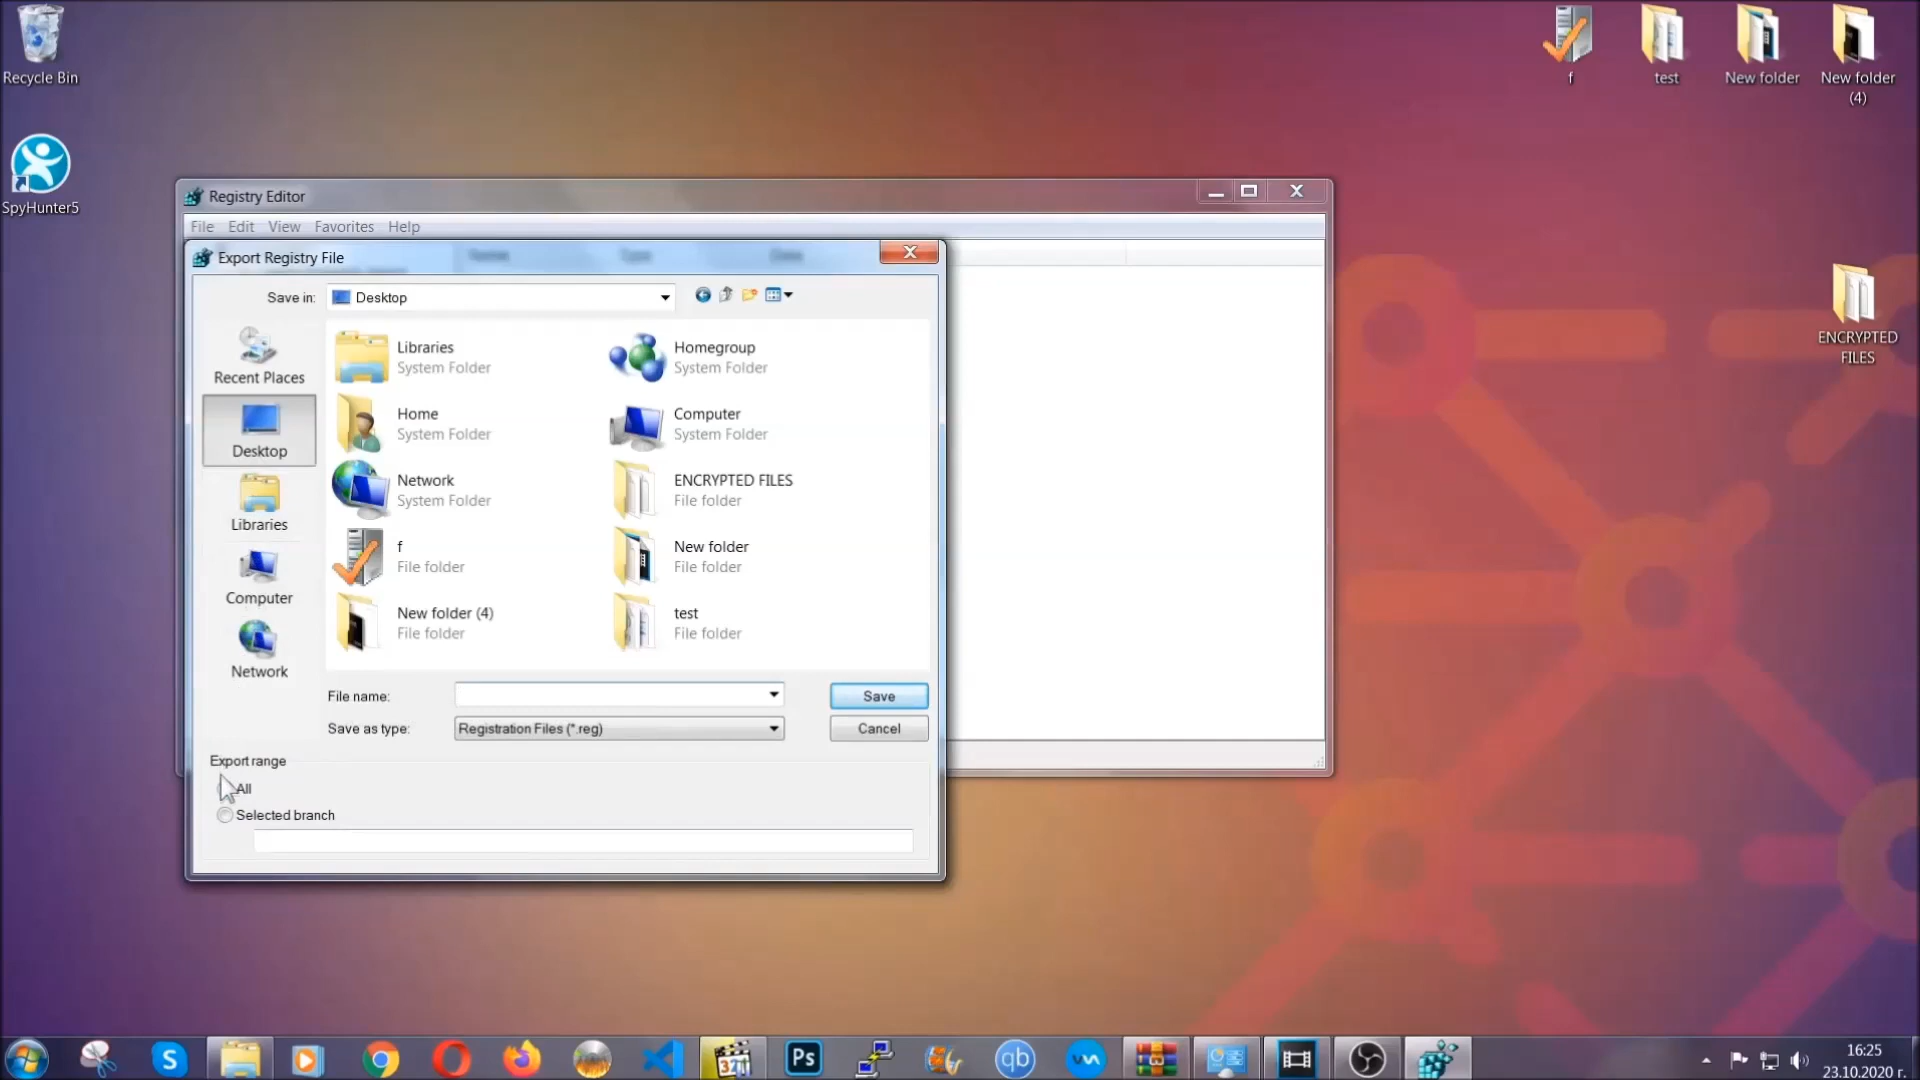 Recycle Bin
SpyHunter5
f
test
New folder
New folder
(4)
ENCRYPTED
FILES
Registry Editor
File Edit View Favorites Help
Export Registry File
Save in:
Desktop
Recent Places
Desktop
Libraries
Computer
Network
Libraries
System Folder
Homegroup
System Folder
Home
System Folder
Computer
System Folder
Network
System Folder
ENCRYPTED FILES
File folder
f
File folder
New folder
File folder
New folder (4)
File folder
test
File folder
File name:
Save
Save as type:
Registration Files (*.reg)
Cancel
Export range
All
Selected branch
S
321
Ps
qb
16:25
23.10.2020 г.